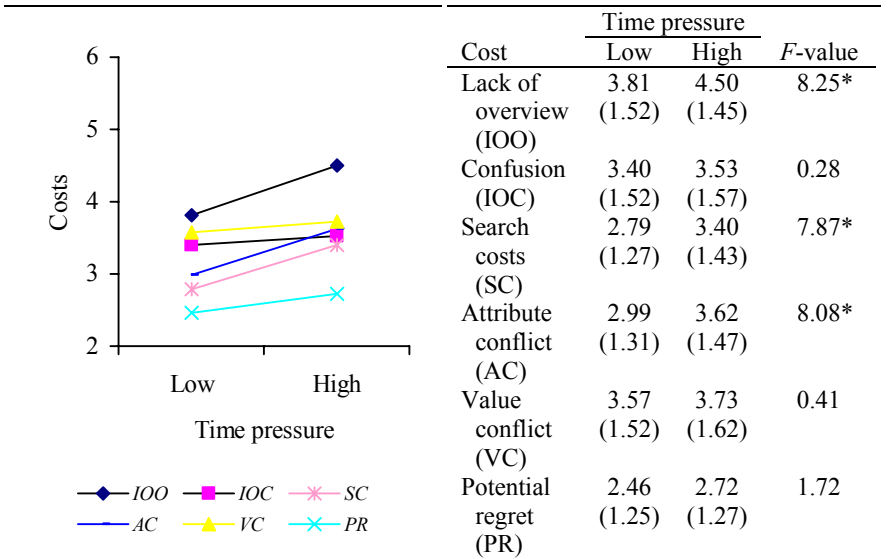 6
5
4
3
2
Costs
Low High
Time pressure
IOO IOC SC
AC VC PR
Time pressure
Cost Low High F-value
Lack of 3.81 4.50 8.25*
overview (1.52) (1.45)
(IOO)
Confusion 3.40 3.53 0.28
(IOC) (1.52) (1.57)
Search 2.79 3.40 7.87*
costs (1.27) (1.43)
(SC)
Attribute 2.99 3.62 8.08*
conflict (1.31) (1.47)
(AC)
Value 3.57 3.73 0.41
conflict (1.52) (1.62)
(VC)
Potential 2.46 2.72 1.72
regret (1.25) (1.27)
(PR)